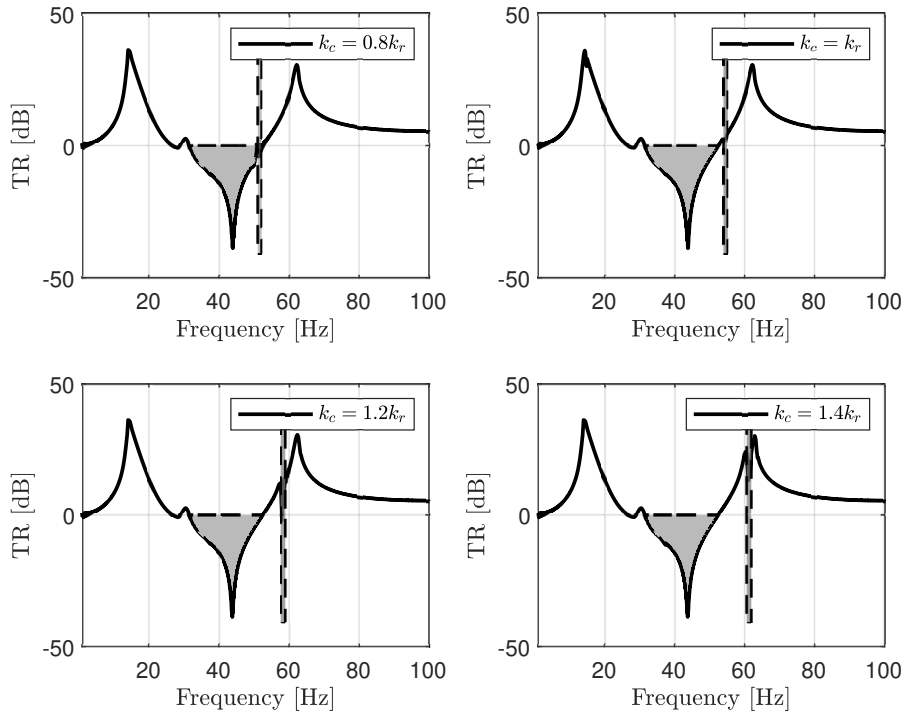 50
0
-50
TR [dB]
k_c = 0.8k_r
20 40 60 80 100
Frequency [Hz]
50
0
-50
TR [dB]
k_c = k_r
20 40 60 80 100
Frequency [Hz]
50
0
-50
TR [dB]
k_c = 1.2k_r
20 40 60 80 100
Frequency [Hz]
50
0
-50
TR [dB]
k_c = 1.4k_r
20 40 60 80 100
Frequency [Hz]